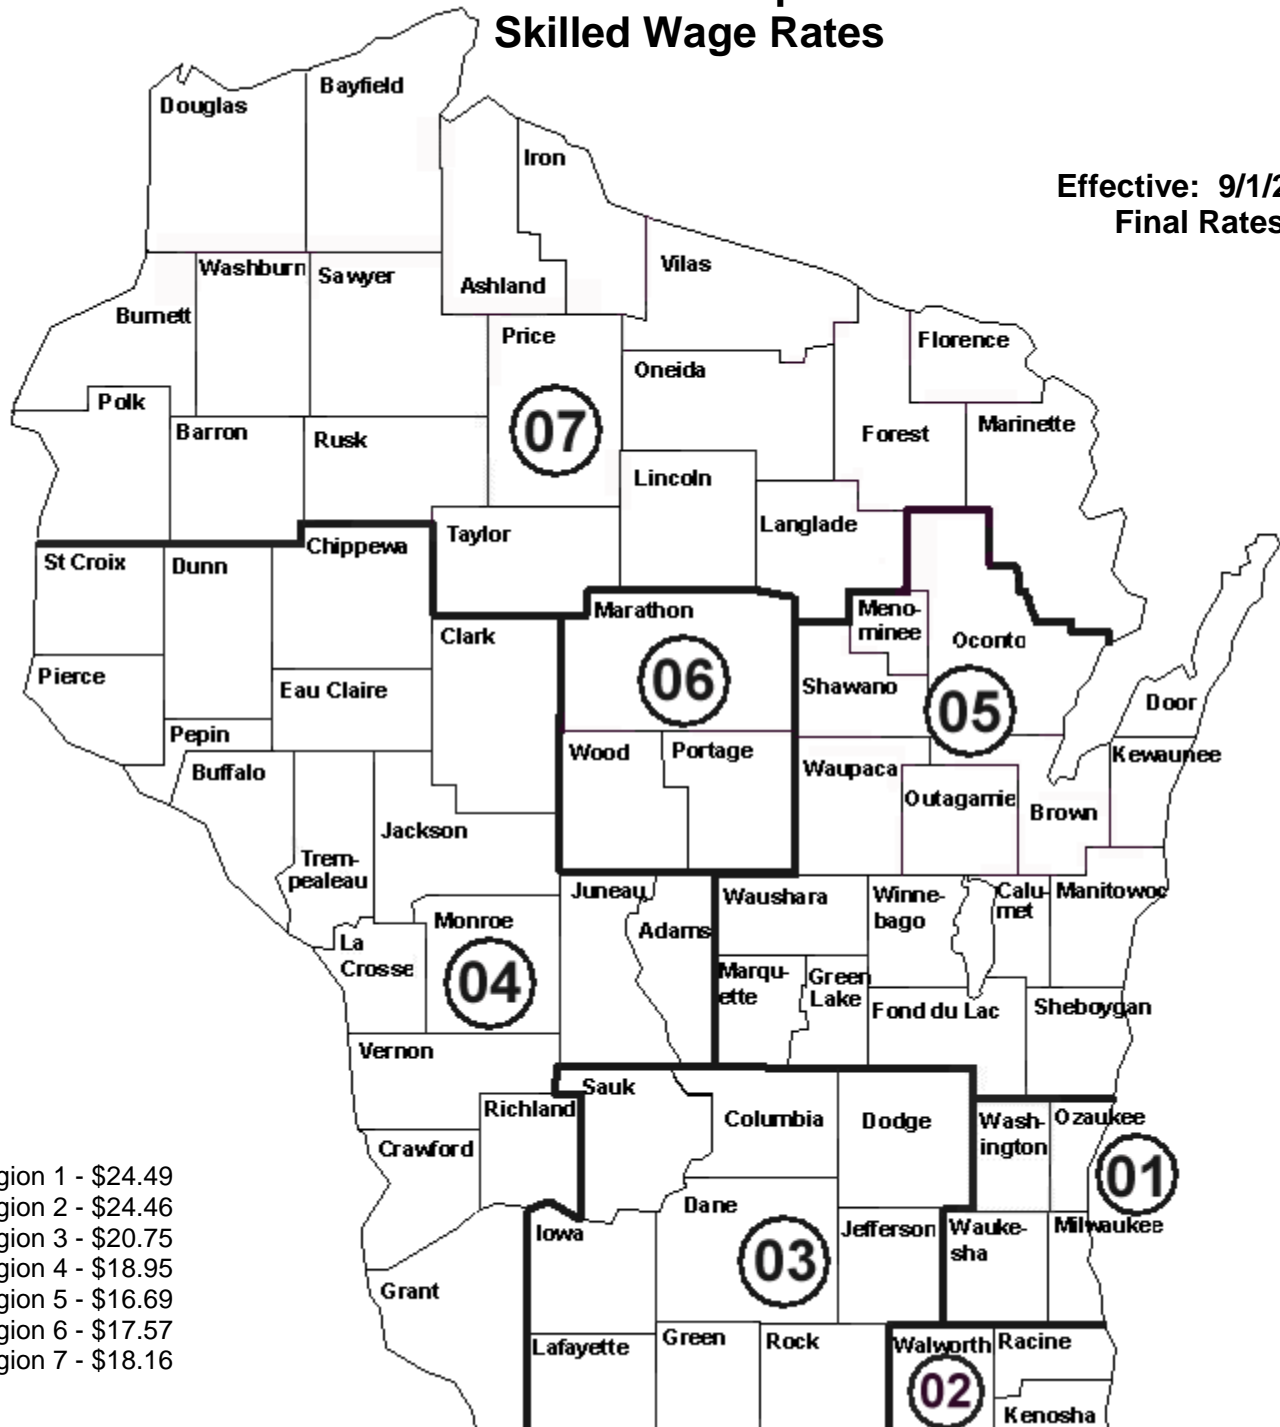 Skilled Wage Rates
Effective: 9/1/2
Final Rates
Douglas
Bayfield
Iron
Ashland
Vilas
Washburn
Sawyer
Burnett
Price
Oneida
Florence
Polk
Barron
Rusk
07
Forest
Marinette
Lincoln
Langlade
Taylor
Chippewa
St Croix
Dunn
Marathon
Meno-
minee
Oconto
Clark
06
Pierce
Eau Claire
Shawano
05
Door
Pepin
Buffalo
Wood
Portage
Waupaca
Kewaunee
Outagamie
Brown
Jackson
Trem-
pealeau
Juneau
Waushara
Winne-
bago
Calu-
met
Manitowoc
Monroe
Adams
La
Crosse
04
Marqu-
ette
Green
Lake
Fond du Lac
Sheboygan
Vernon
Sauk
Richland
Columbia
Dodge
Wash-
ington
Ozaukee
Crawford
01
Dane
Iowa
Jefferson
Wauke-
sha
Milwaukee
03
Grant
Lafayette
Green
Rock
Walworth
Racine
02
Kenosha
gion 1 - $24.49
gion 2 - $24.46
gion 3 - $20.75
gion 4 - $18.95
gion 5 - $16.69
gion 6 - $17.57
gion 7 - $18.16